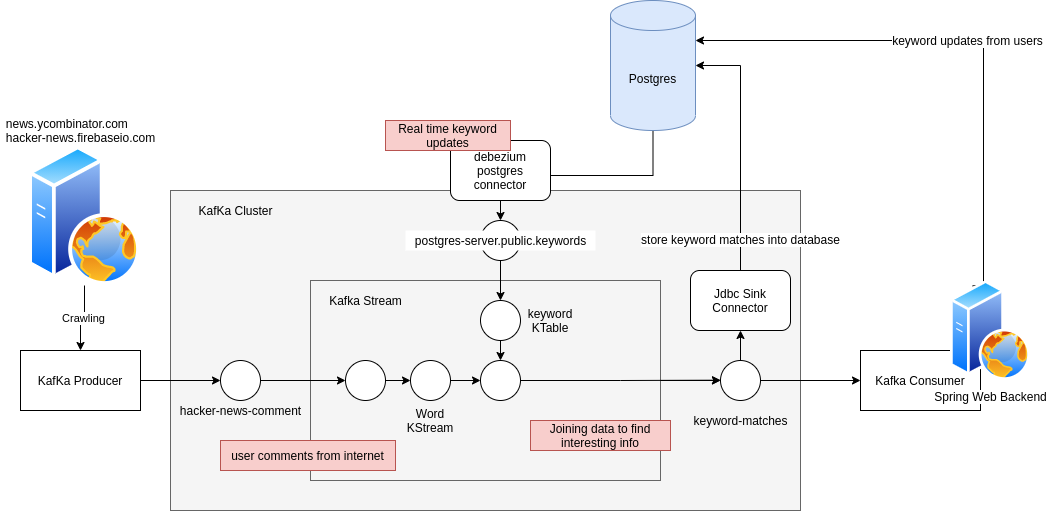 keyword updates from users
Postgres
news.ycombinator.com
hacker-news.firebaseio.com
Real time keyword
updates
debezium
postgres
connector
KafKa Cluster
postgres-server.public.keywords
store keyword matches into database
Kafka Stream
Jdbc Sink
Connector
Crawling
keyword
KTable
KafKa Producer
Kafka Consumer
Spring Web Backend
hacker-news-comment
Word
KStream
keyword-matches
Joining data to find
interesting info
user comments from internet